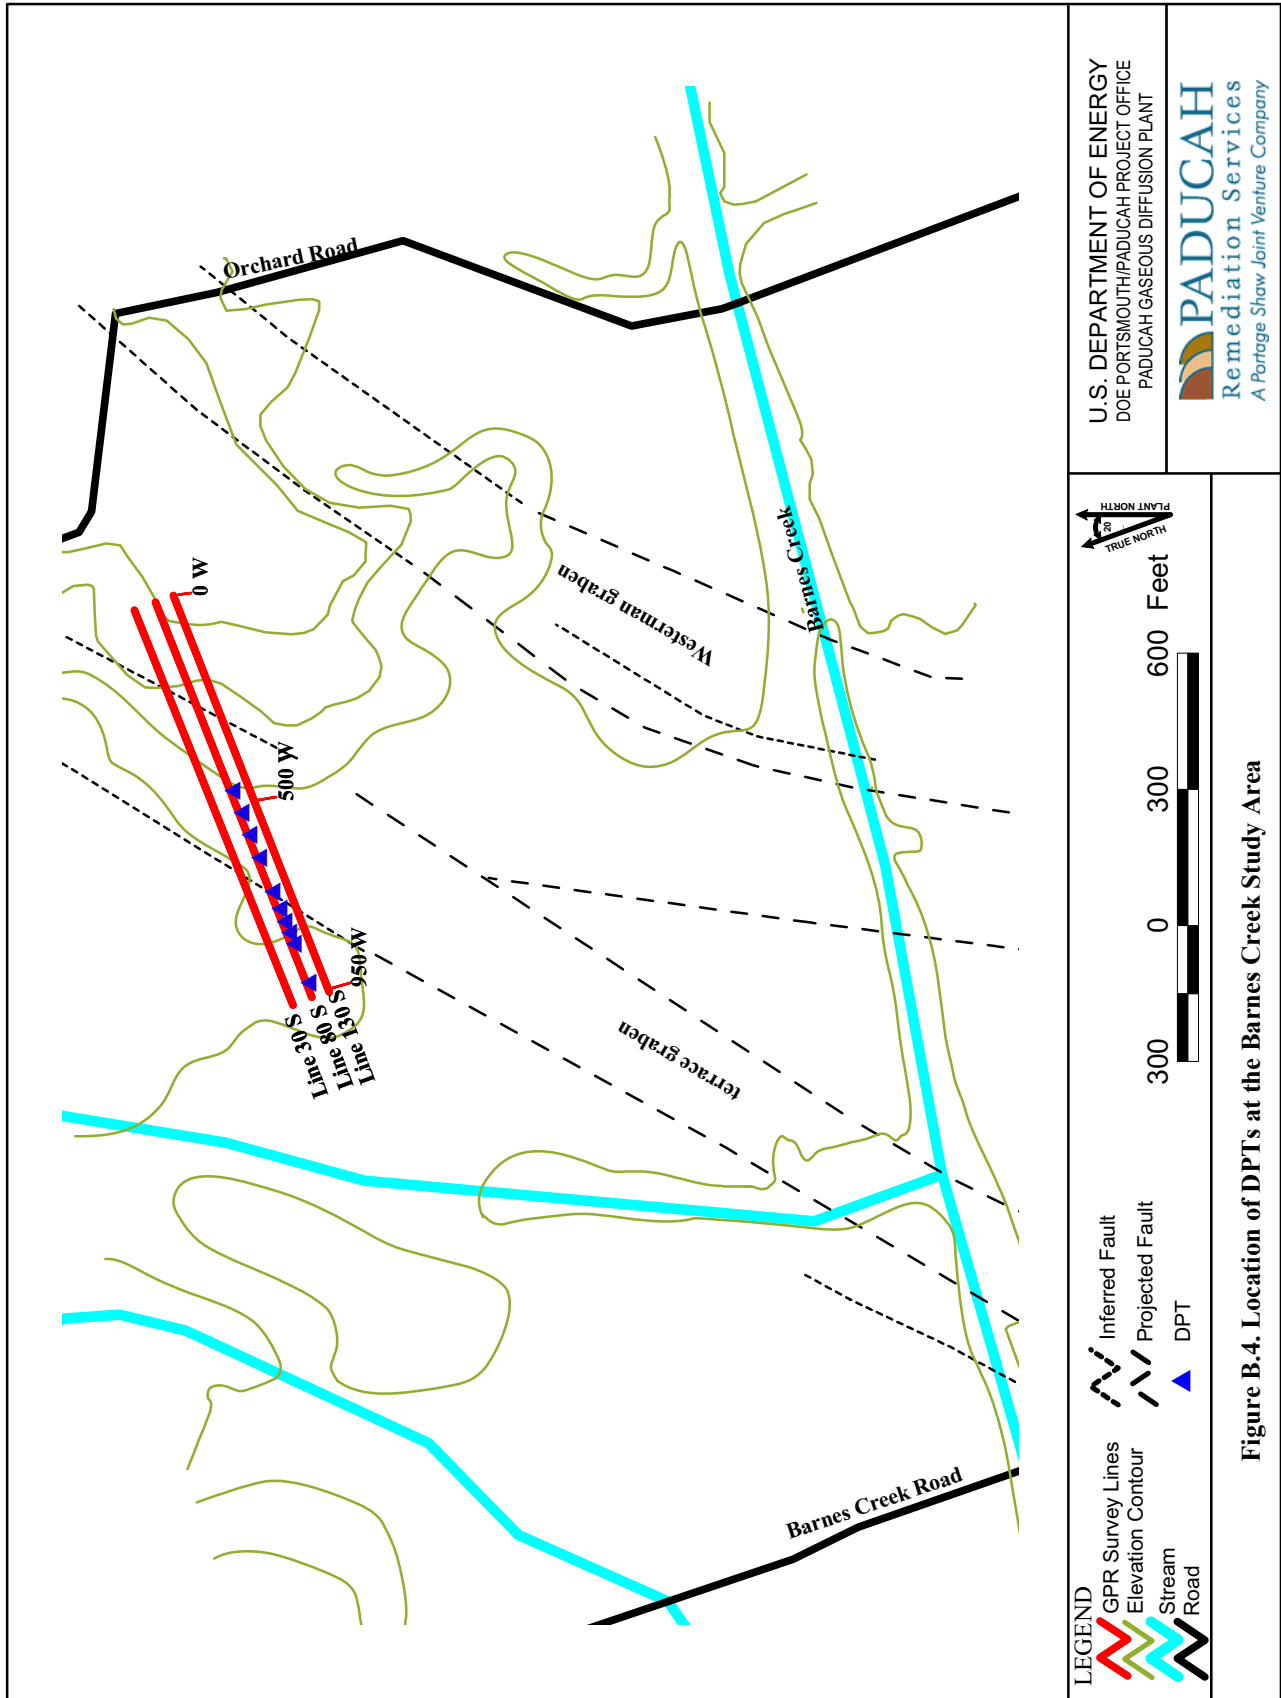 Orchard Road
0 W
500 W
950 W
Line 30 S
Line 80 S
Line 130 S
Westerman graben
terrace graben
Barnes Creek
Barnes Creek Road
LEGEND
GPR Survey Lines
Elevation Contour
Stream
Road
Inferred Fault
Projected Fault
DPT
300 0 300 600 Feet
TRUE NORTH
20
PLANT NORTH
U.S. DEPARTMENT OF ENERGY
DOE PORTSMOUTH/PADUCAH PROJECT OFFICE
PADUCAH GASEOUS DIFFUSION PLANT
PADUCAH
Remediation Services
A Portage Shaw Joint Venture Company
Figure B.4. Location of DPTs at the Barnes Creek Study Area